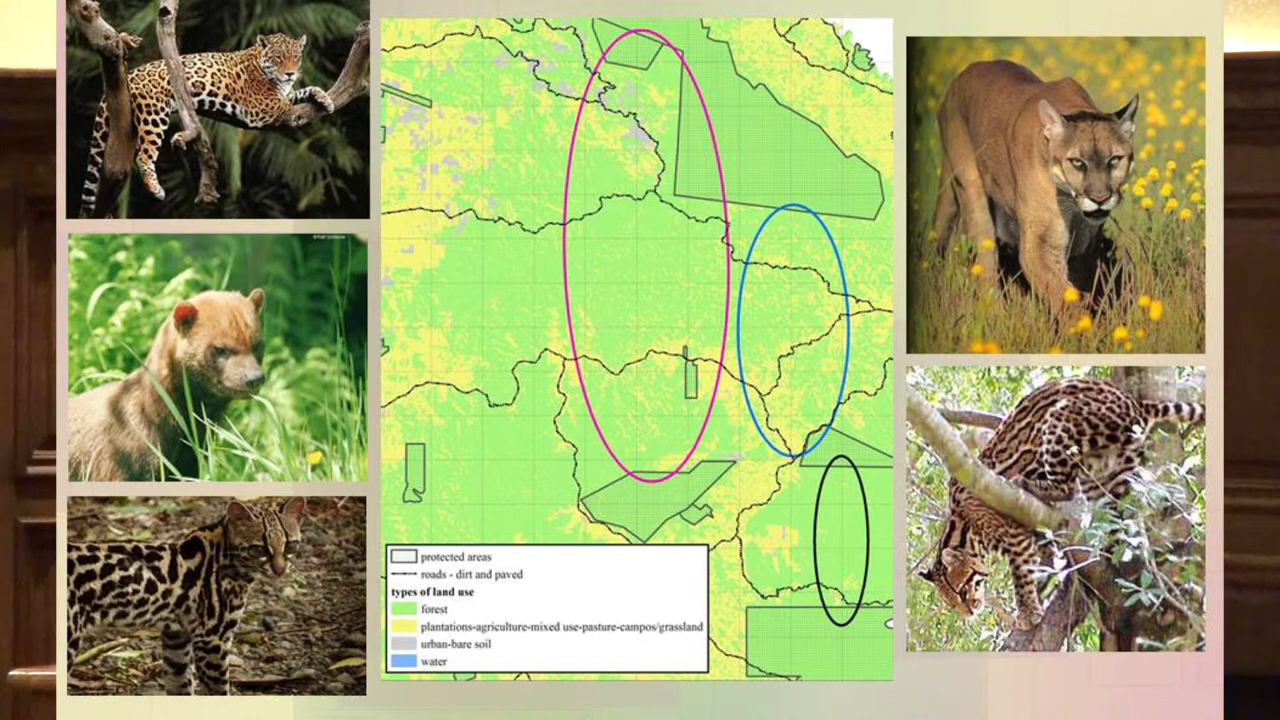 protected areas
roads - dirt and paved
types of land use
forest
plantations-agriculture-mixed use-pasture-campos/grassland
urban-bare soil
water